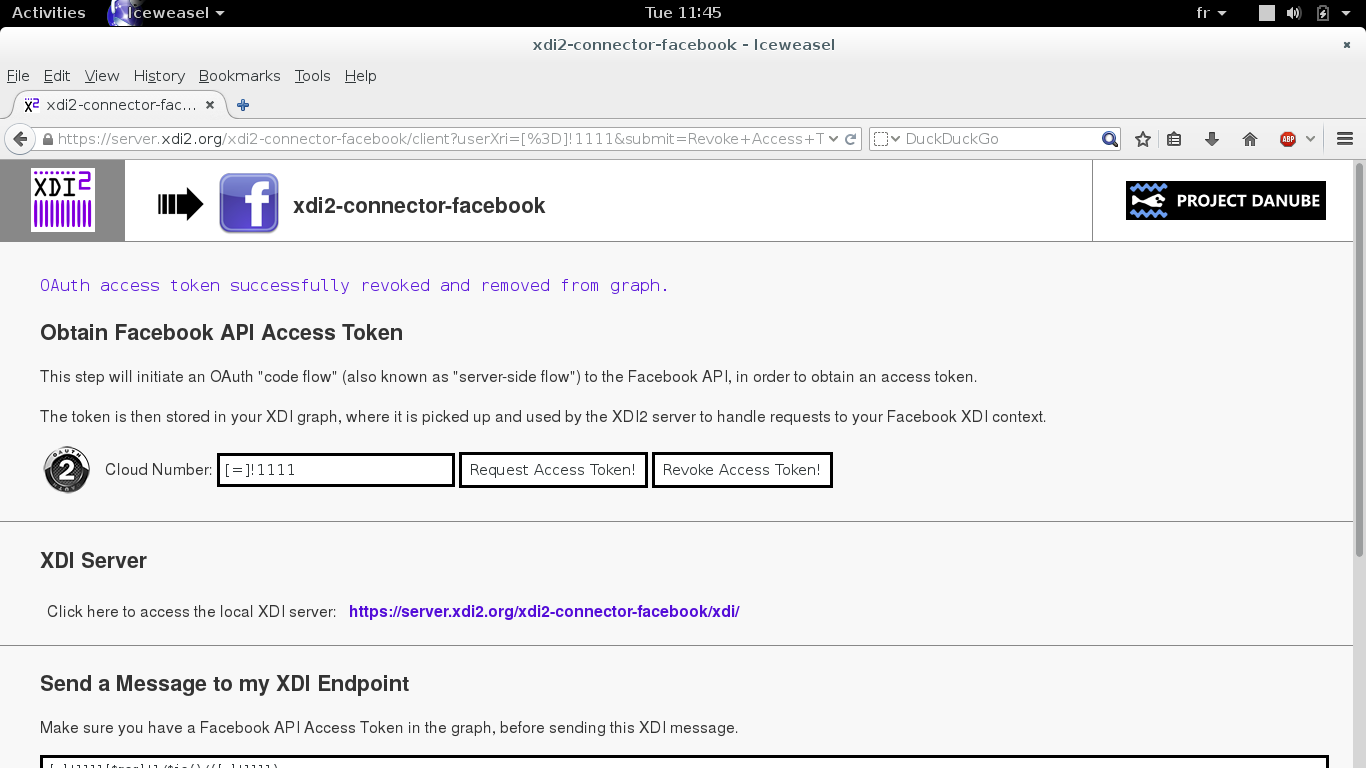 Activities Iceweasel Tue 11:45 fr
xdi2-connector-facebook - Iceweasel
File Edit View History Bookmarks Tools Help
xdi2-connector-fac...
https://server.xdi2.org/xdi2-connector-facebook/client?userXri=[%3D]!1111&submit=Revoke+Access+T DuckDuckGo ABP
XDI2 f xdi2-connector-facebook PROJECT DANUBE
OAuth access token successfully revoked and removed from graph.
Obtain Facebook API Access Token
This step will initiate an OAuth "code flow" (also known as "server-side flow") to the Facebook API, in order to obtain an access token.
The token is then stored in your XDI graph, where it is picked up and used by the XDI2 server to handle requests to your Facebook XDI context.
OAUTH 2 Cloud Number: [=]!1111 Request Access Token! Revoke Access Token!
XDI Server
Click here to access the local XDI server: https://server.xdi2.org/xdi2-connector-facebook/xdi/
Send a Message to my XDI Endpoint
Make sure you have a Facebook API Access Token in the graph, before sending this XDI message.